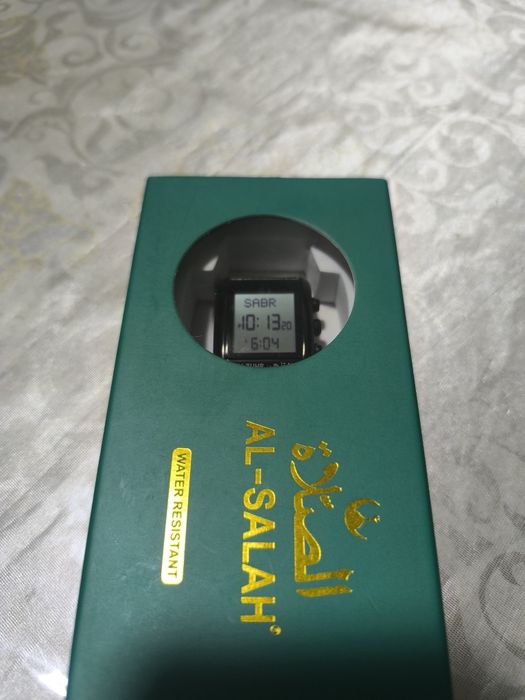 SABR
10:13 20
6:04
الصلاة
AL-SALAH
WATER RESISTANT